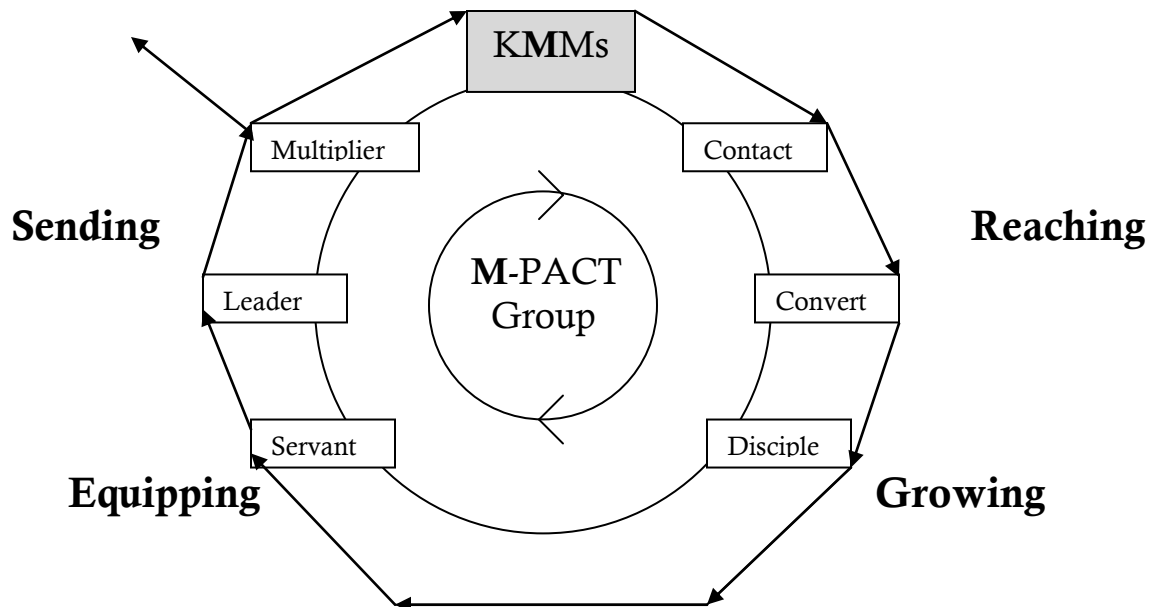 KMMs
Multiplier
Contact
Sending
Reaching
M-PACT
Group
Leader
Convert
Servant
Disciple
Equipping
Growing